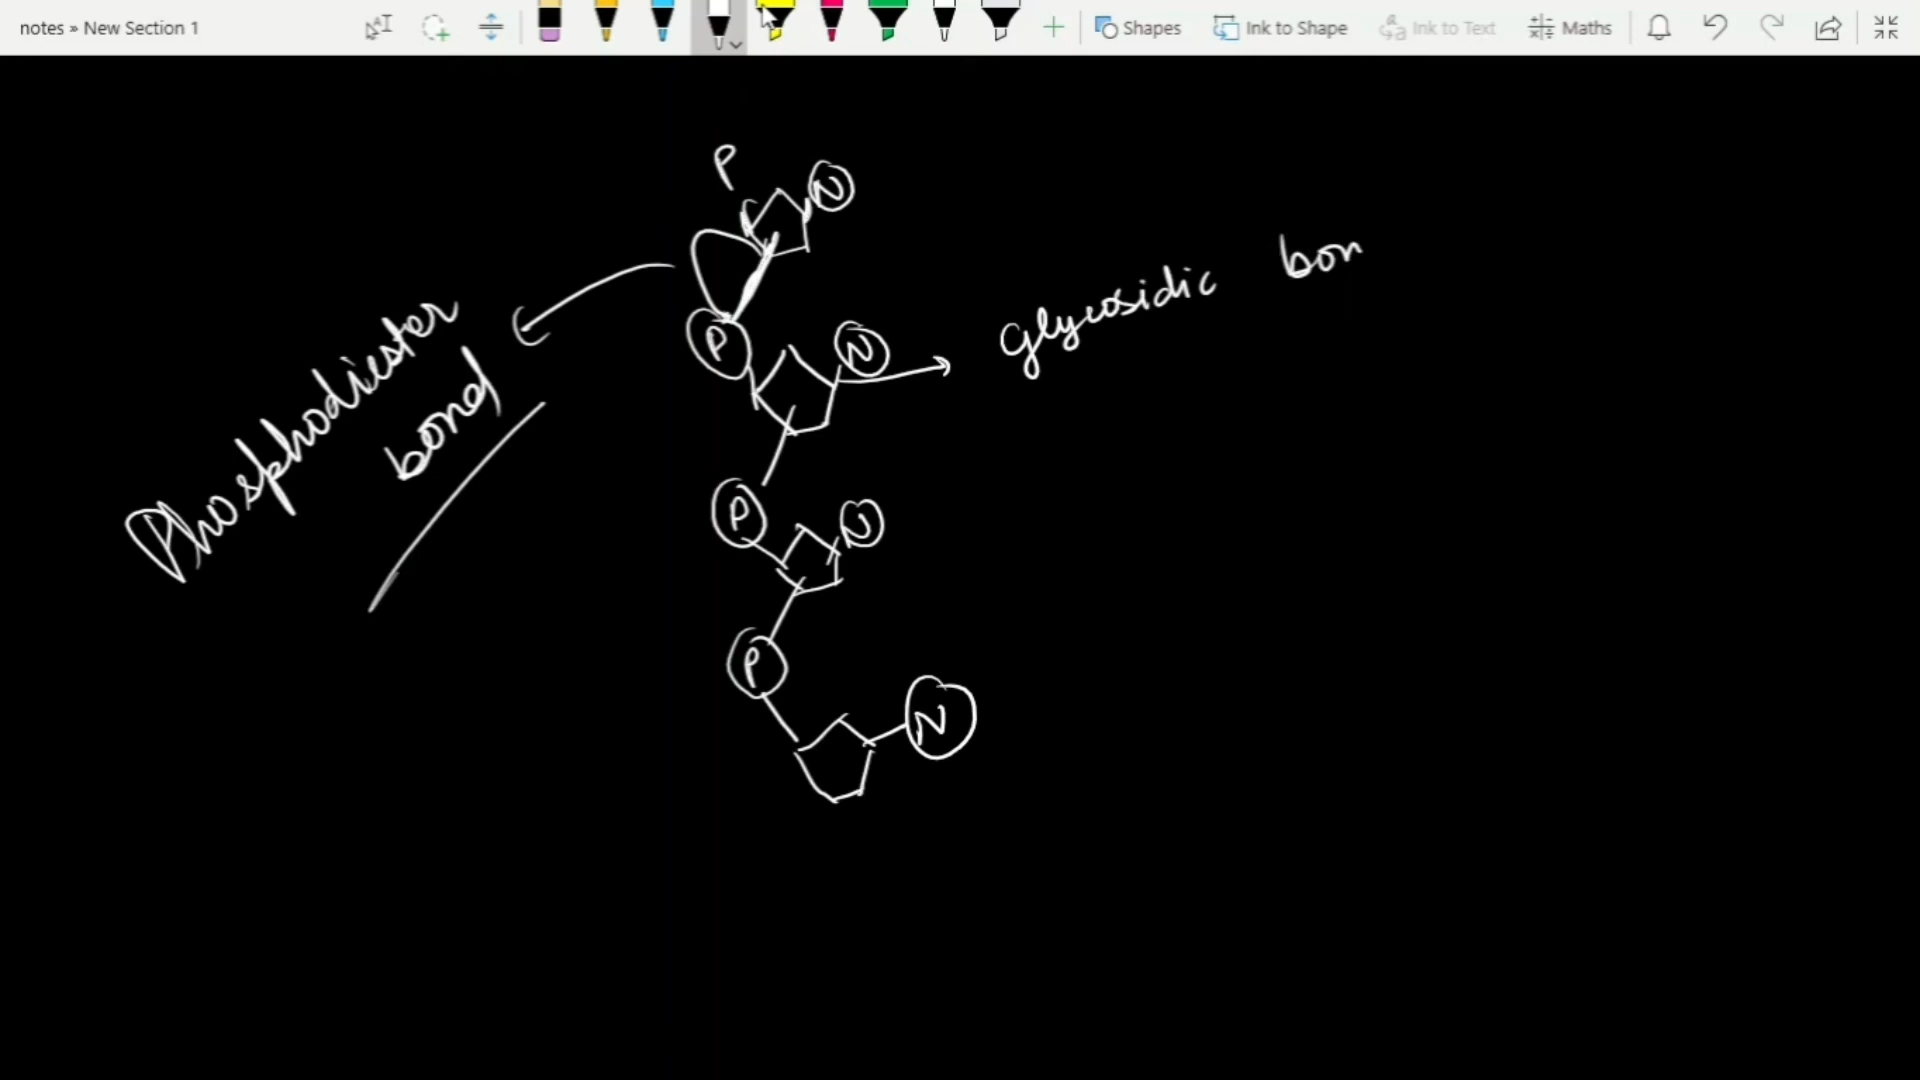 notes » New Section 1
Shapes
Ink to Shape
Ink to Text
Maths
P
N
P
N
P
N
P
N
Phosphodiester
bond
glycosidic bon